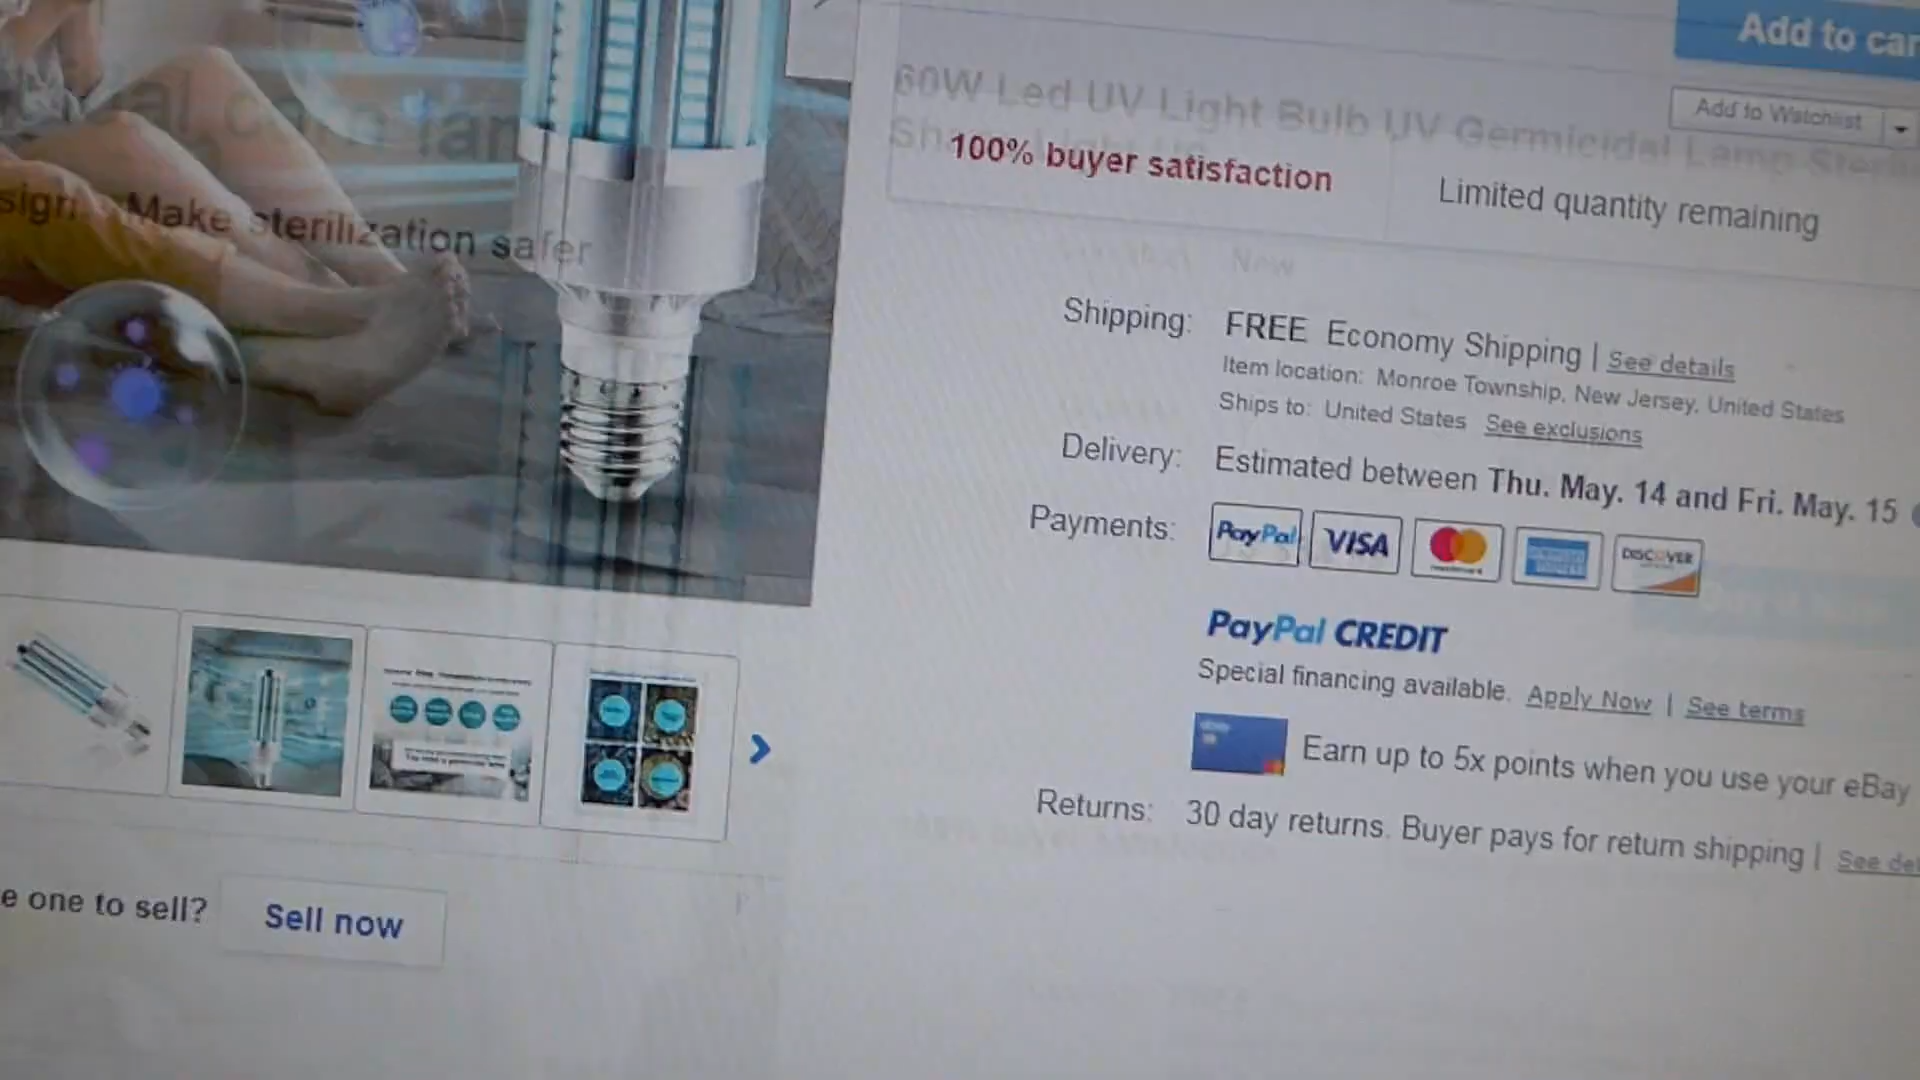 Add to
Add to Watchlist
60W Led UV Light Bulb UV Germicidal Lamp
100% buyer satisfaction
Limited quantity remaining
Make sterilization safer
Now
Shipping: FREE Economy Shipping | See details
Item location: Monroe Township, New Jersey, United States
Ships to: United States See exclusions
Delivery: Estimated between Thu. May. 14 and Fri. May. 15
Payments: PayPal VISA mastercard AMERICAN EXPRESS DISCOVER
PayPal CREDIT
Special financing available. Apply Now | See terms
Earn up to 5x points when you use your eBay
Returns: 30 day returns. Buyer pays for return shipping | See
one to sell? Sell now